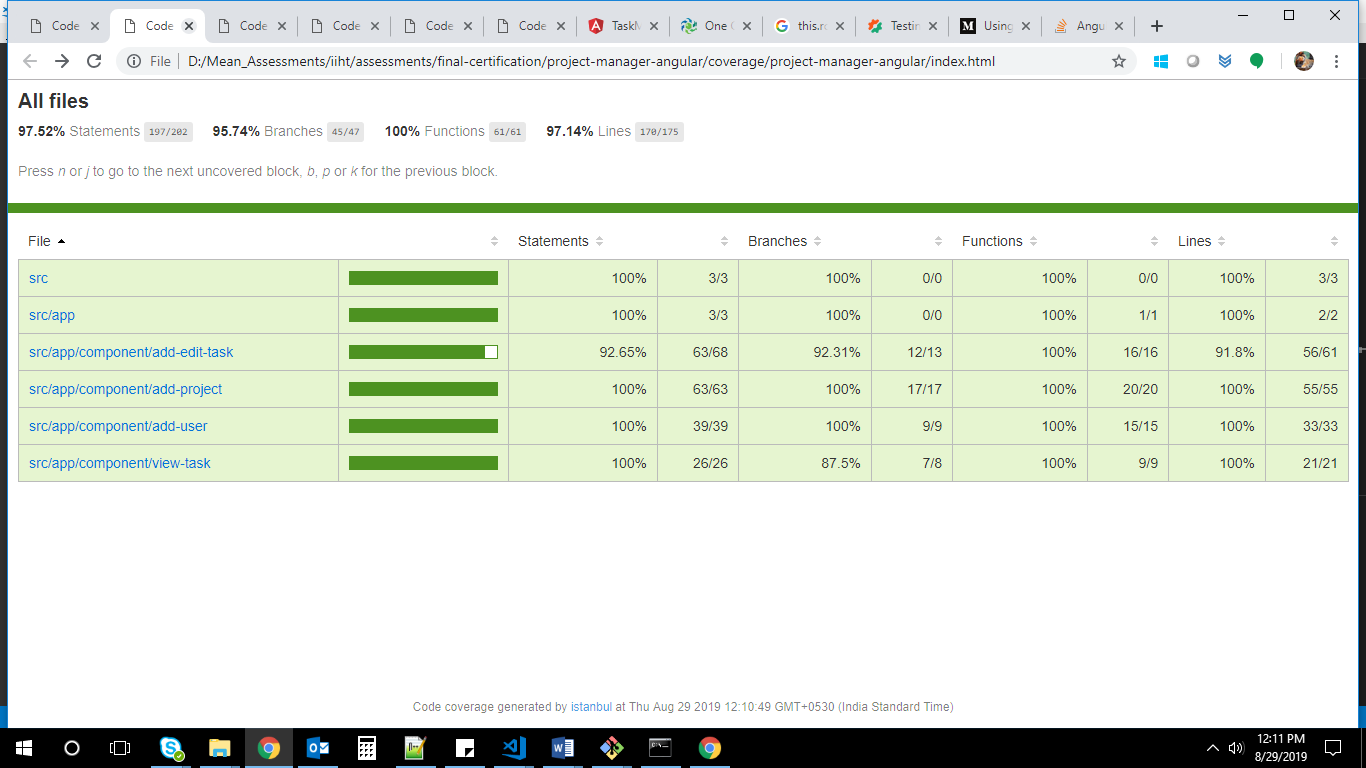 Code Code Code Code Code Code TaskM One this.ro Testin Using Angu
File D:/Mean_Assessments/iiht/assessments/final-certification/project-manager-angular/coverage/project-manager-angular/index.html
All files
97.52% Statements 197/202 95.74% Branches 45/47 100% Functions 61/61 97.14% Lines 170/175
Press n or j to go to the next uncovered block, b, p or k for the previous block.
File Statements Branches Functions Lines
src 100% 3/3 100% 0/0 100% 0/0 100% 3/3
src/app 100% 3/3 100% 0/0 100% 1/1 100% 2/2
src/app/component/add-edit-task 92.65% 63/68 92.31% 12/13 100% 16/16 91.8% 56/61
src/app/component/add-project 100% 63/63 100% 17/17 100% 20/20 100% 55/55
src/app/component/add-user 100% 39/39 100% 9/9 100% 15/15 100% 33/33
src/app/component/view-task 100% 26/26 87.5% 7/8 100% 9/9 100% 21/21
Code coverage generated by istanbul at Thu Aug 29 2019 12:10:49 GMT+0530 (India Standard Time)
12:11 PM
8/29/2019